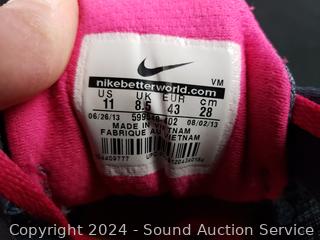 VM
nikebetterworld.com
US UK EUR cm
11 8.5 43 28
06/26/13 08/02/13
MADE IN VIETNAM
FABRIQUE AU VIETNAM
Copyright 2024 - Sound Auction Service